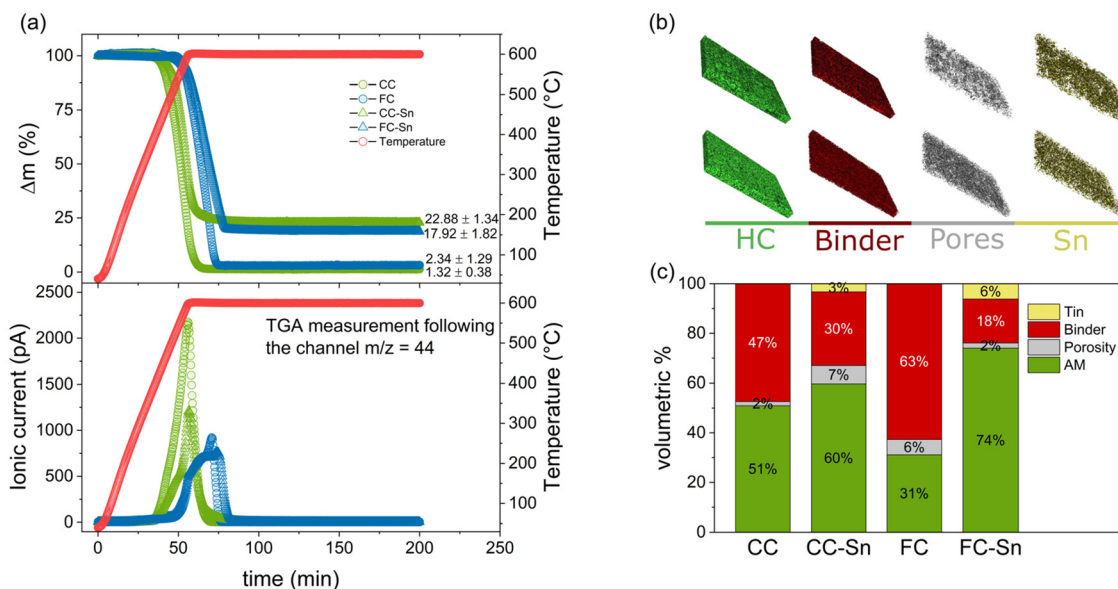 (a)
100
75
50
25
0
Δm (%)
600
500
400
300
200
100
Temperature (°C)
CC
FC
CC-Sn
FC-Sn
Temperature
22.88 ± 1.34
17.92 ± 1.82
2.34 ± 1.29
1.32 ± 0.38
2500
2000
1500
1000
750
500
250
0
Ionic current (pA)
TGA measurement following
the channel m/z = 44
600
500
400
300
200
100
Temperature (°C)
0 50 100 150 200 250
time (min)
(b)
HC Binder Pores Sn
(c)
100
80
60
40
20
0
volumetric %
47%
2%
51%
3%
30%
7%
60%
63%
6%
31%
6%
18%
2%
74%
CC CC-Sn FC FC-Sn
Tin
Binder
Porosity
AM